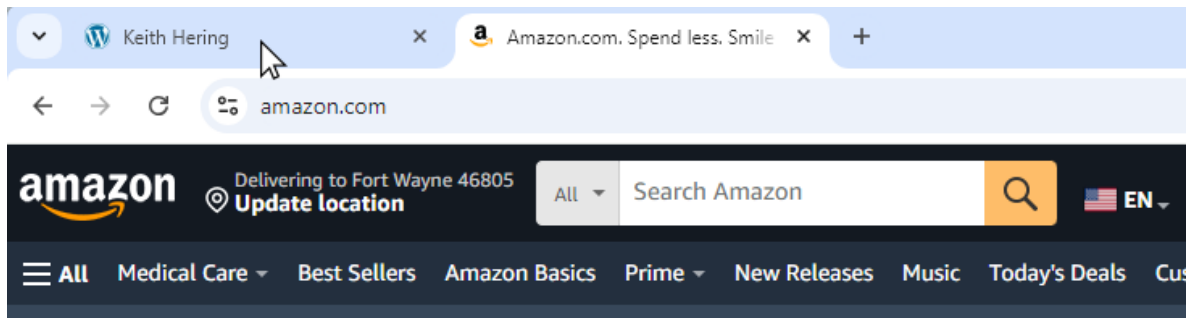 Keith Hering
Amazon.com. Spend less. Smile
amazon.com
amazon
Delivering to Fort Wayne 46805
Update location
All
Search Amazon
EN
All Medical Care Best Sellers Amazon Basics Prime New Releases Music Today's Deals Cus